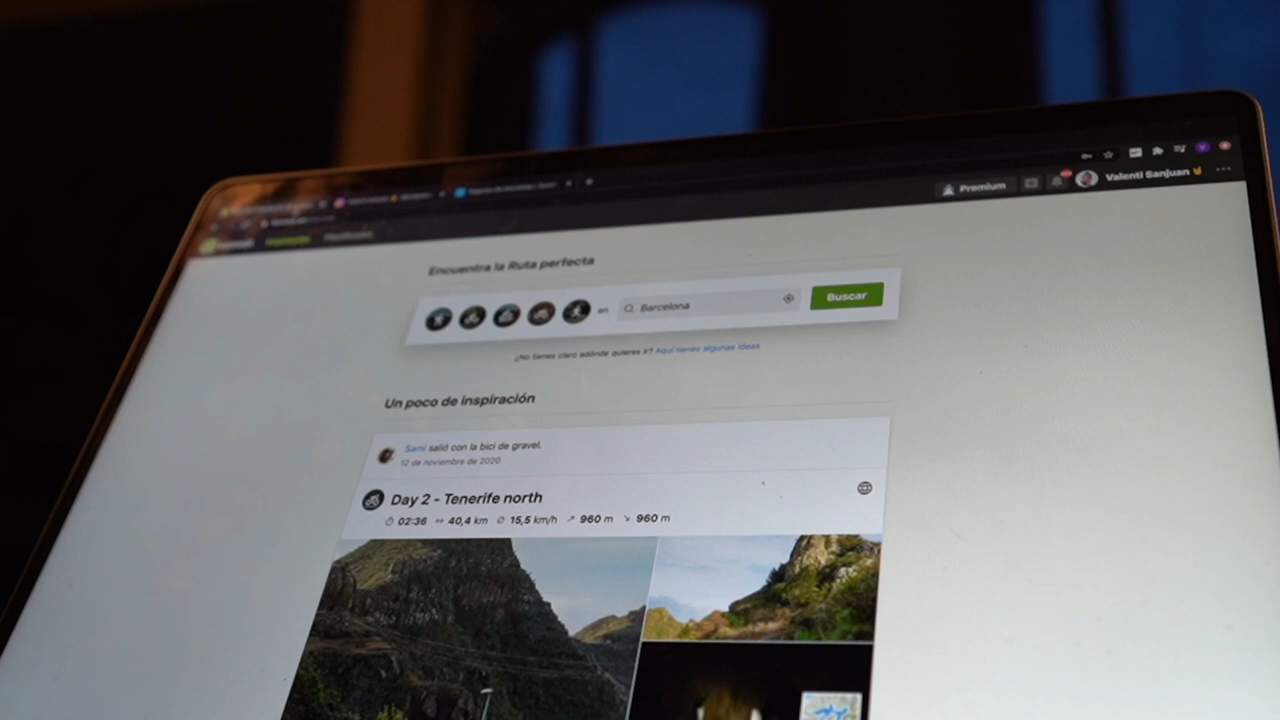 Premium
Valenti Sanjuan
Encuentra la Ruta perfecta
en
Barcelona
Buscar
¿No tienes claro adónde quieres ir? Aquí tienes algunas ideas
Un poco de inspiración
Sami salió con la bici de gravel.
12 de noviembre de 2020
Day 2 - Tenerife north
02:36 40,4 km 15,5 km/h 960 m 960 m